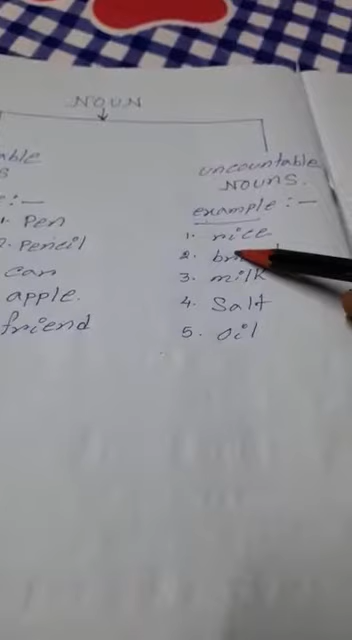 NOUN
uncountable
NOUNS.
example :-
1. Pen
2. Pencil
can
apple.
friend
1. rice
2.
3. milk
4. Salt
5. oil